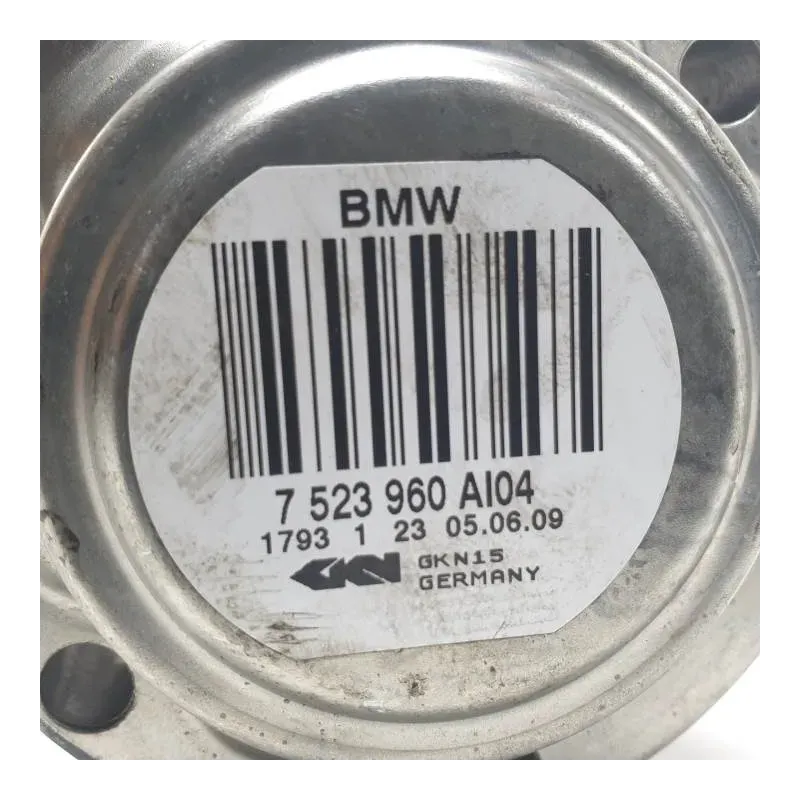 BMW
7 523 960 AI04
1793 1 23 05.06.09
GKN GKN15
GERMANY